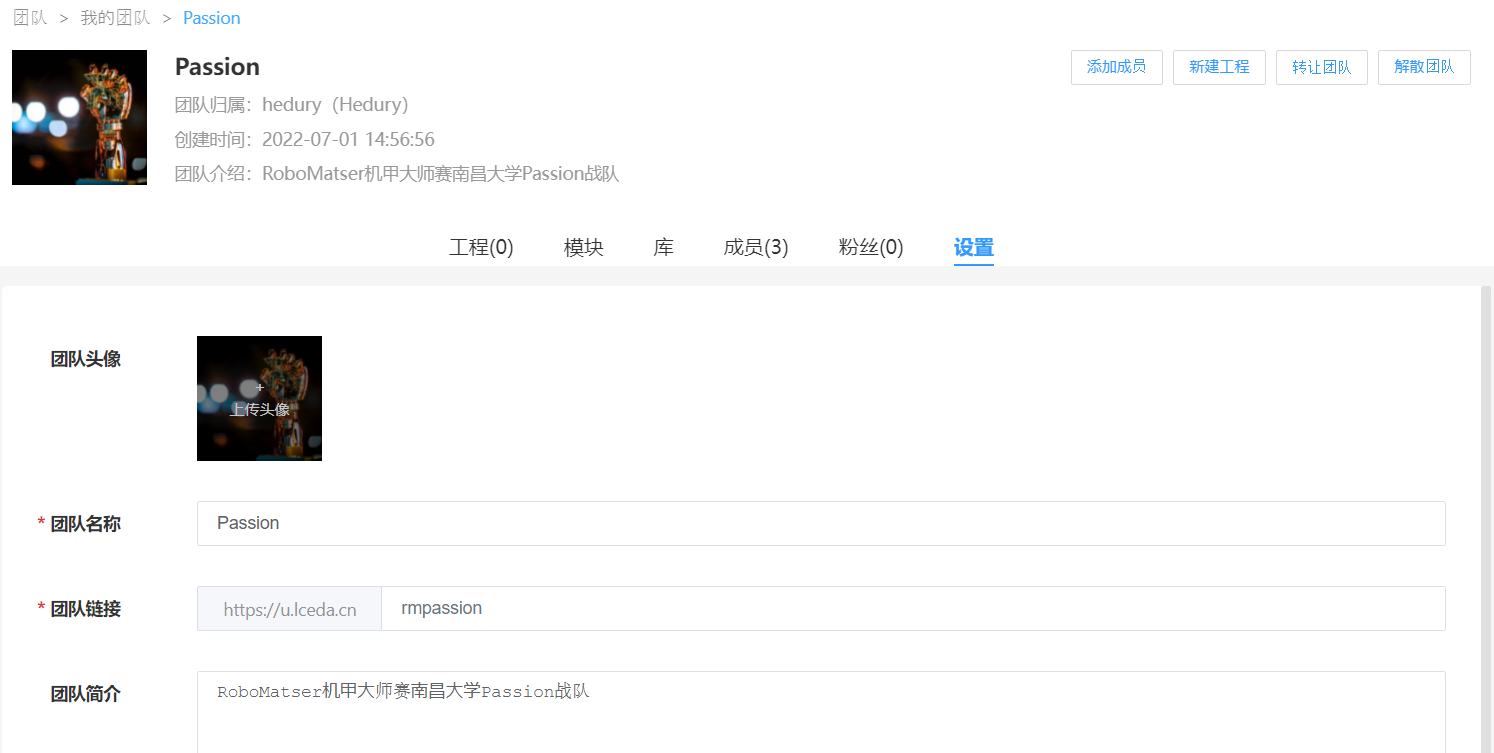 团队 > 我的团队 > Passion
Passion
添加成员 新建工程 转让团队 解散团队
团队归属：hedury（Hedury）
创建时间：2022-07-01 14:56:56
团队介绍：RoboMatser机甲大师赛南昌大学Passion战队
工程(0) 模块 库 成员(3) 粉丝(0) 设置
团队头像
+
上传头像
* 团队名称 Passion
* 团队链接 https://u.lceda.cn rmpassion
团队简介 RoboMatser机甲大师赛南昌大学Passion战队